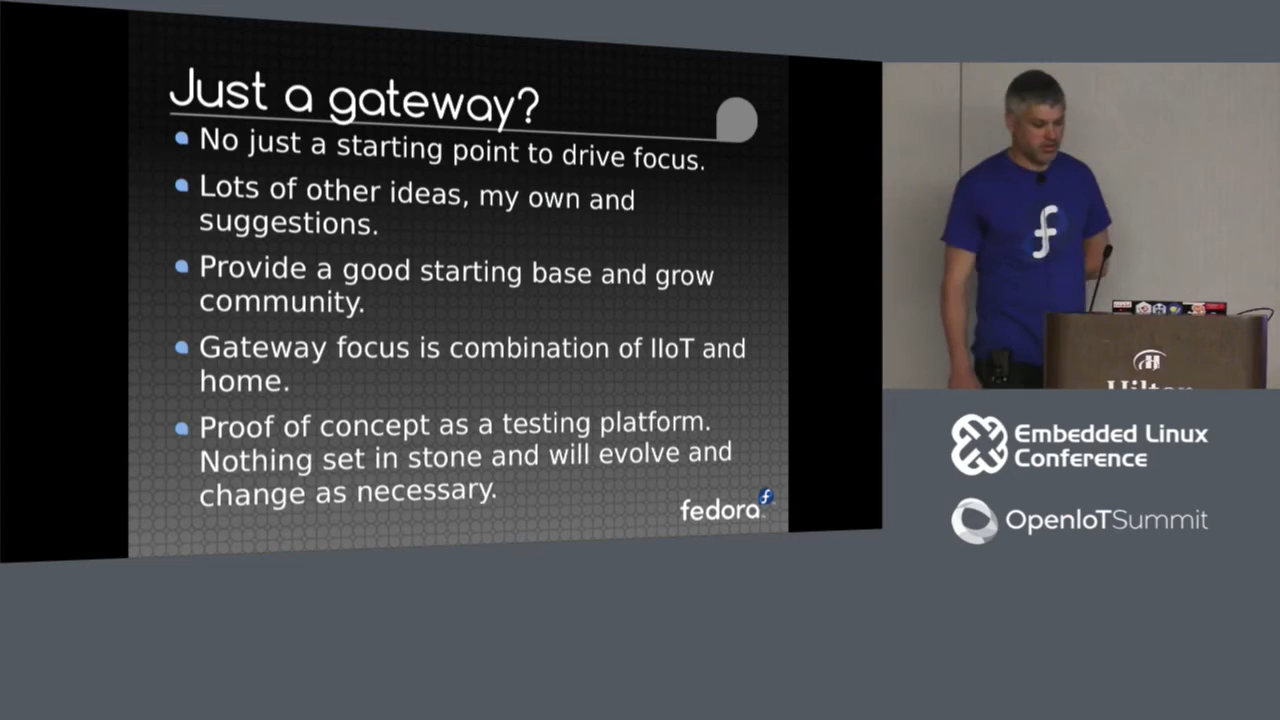 Just a gateway?
No just a starting point to drive focus.
Lots of other ideas, my own and
suggestions.
Provide a good starting base and grow
community.
Gateway focus is combination of IIoT and
home.
Proof of concept as a testing platform.
Nothing set in stone and will evolve and
change as necessary.
fedora
Hilton
Embedded Linux
Conference
OpenIoTSummit